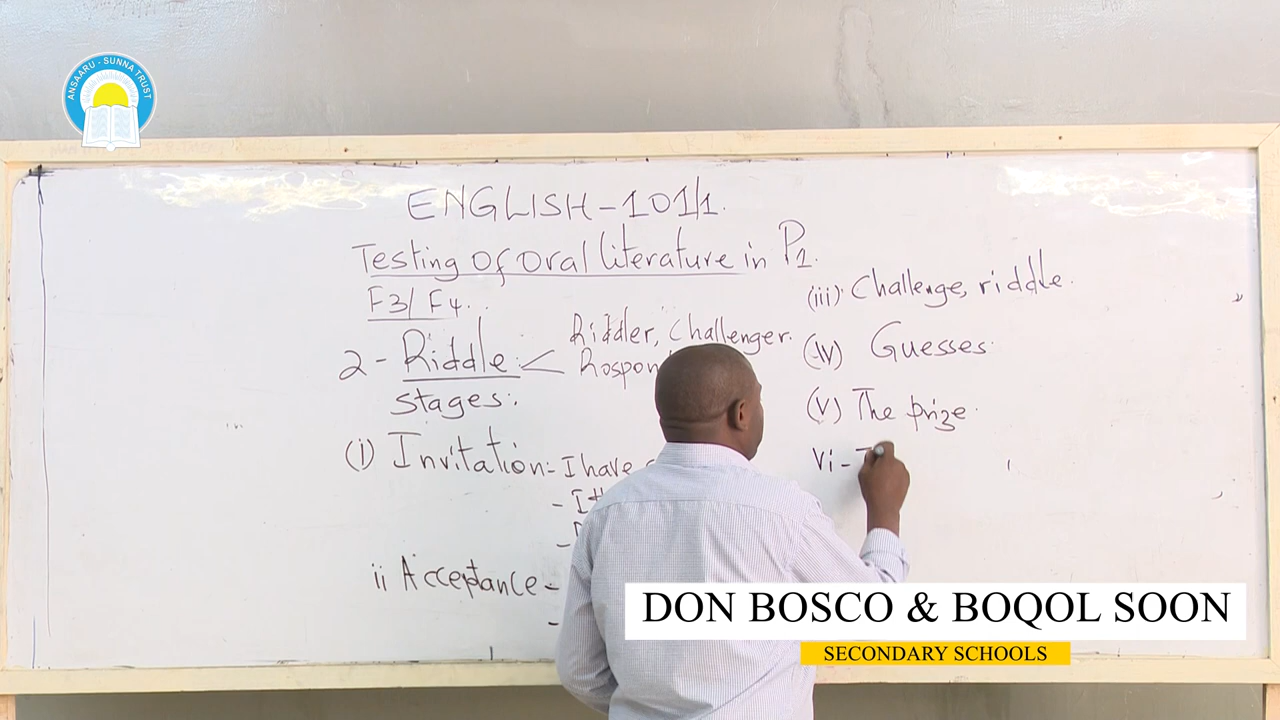 ANSAARU - SUNNA TRUST
ENGLISH - 101/1.
Testing Of Oral literature in P1.
F3/ F4.
2 - Riddle:
Riddler, Challenger.
Stages:
(i) Invitation - I have
ii Acceptance -
(iii) Challenge, riddle.
(iv) Guesses
(v) The prize
vi -
DON BOSCO & BOQOL SOON
SECONDARY SCHOOLS